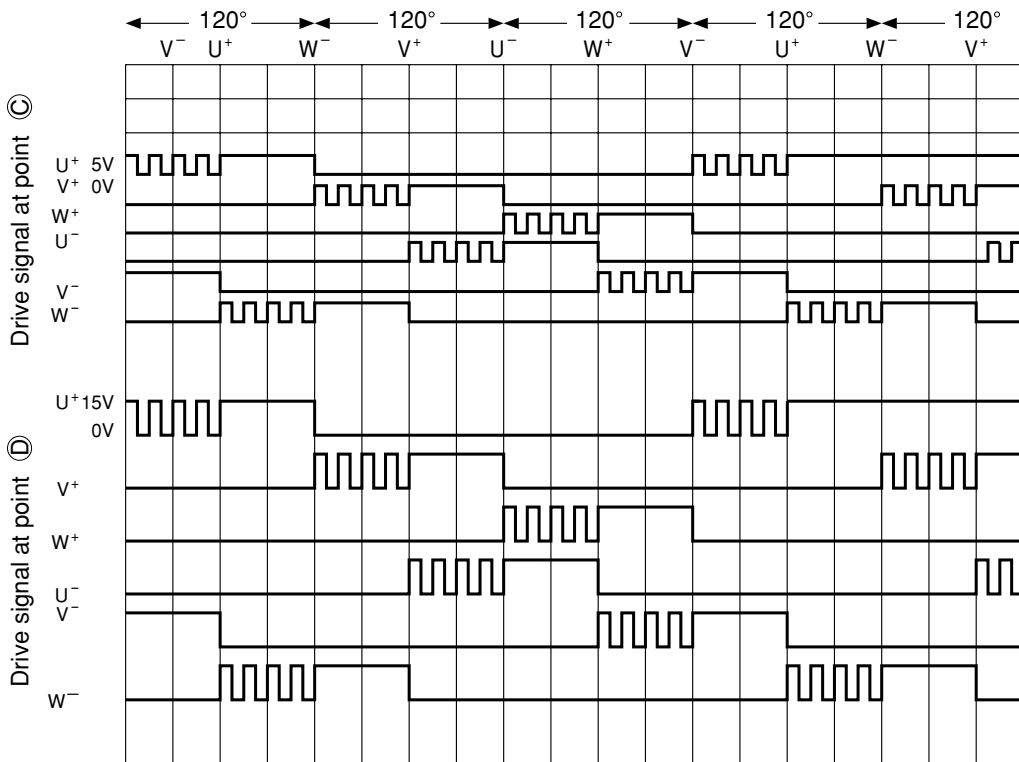 120° 120° 120° 120° 120°
V⁻ U⁺ W⁻ V⁺ U⁻ W⁺ V⁻ U⁺ W⁻ V⁺
Drive signal at point Ⓒ
U⁺ 5V
V⁺ 0V
W⁺
U⁻
V⁻
W⁻
Drive signal at point Ⓓ
U⁺15V
0V
V⁺
W⁺
U⁻
V⁻
W⁻